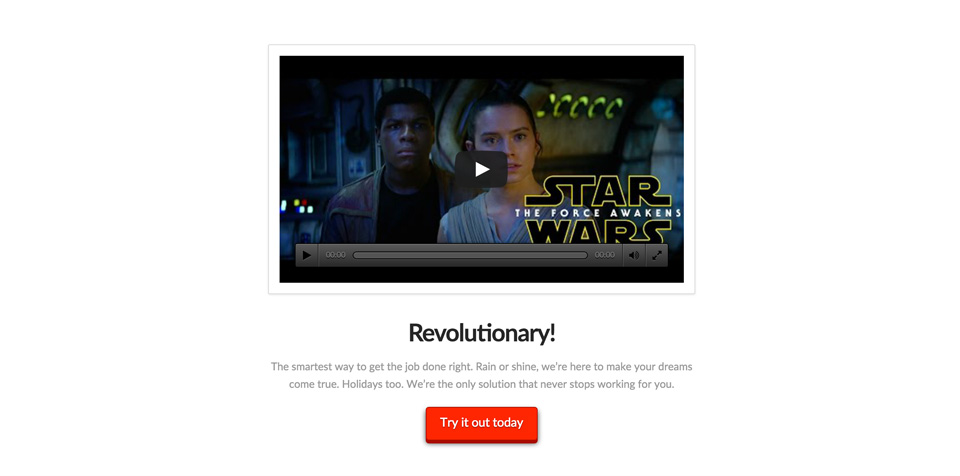 STAR
THE FORCE AWAKENS
WARS
00:00 00:00
Revolutionary!
The smartest way to get the job done right. Rain or shine, we're here to make your dreams
come true. Holidays too. We're the only solution that never stops working for you.
Try it out today